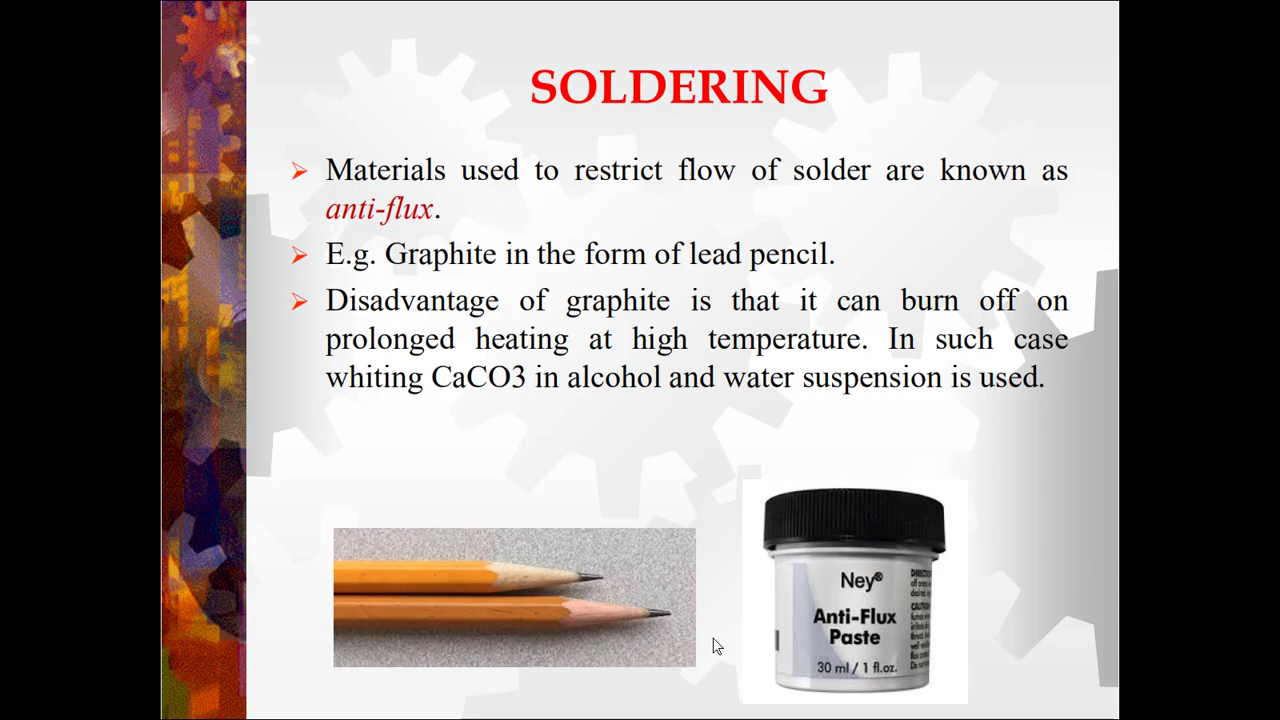 SOLDERING
Materials used to restrict flow of solder are known as
anti-flux.
E.g. Graphite in the form of lead pencil.
Disadvantage of graphite is that it can burn off on
prolonged heating at high temperature. In such case
whiting CaCO3 in alcohol and water suspension is used.
Ney®
Anti-Flux
Paste
30 ml / 1 fl.oz.